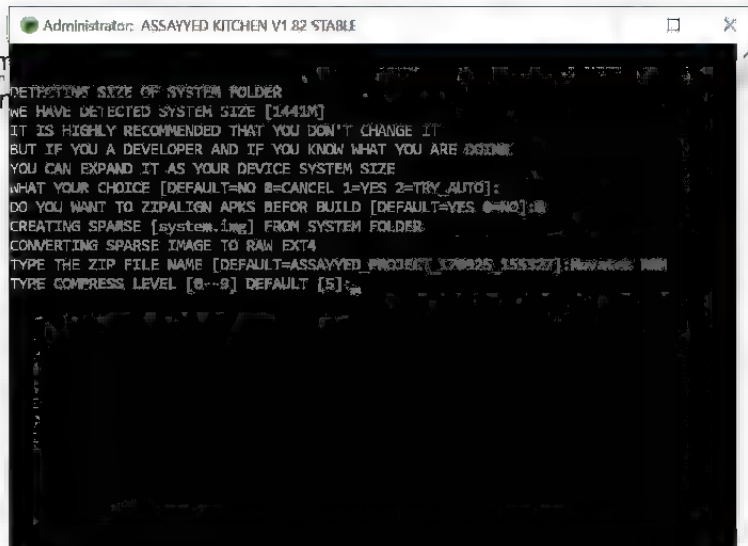 Administrator: ASSAYYED KITCHEN V1.82 STABLE
DETECTING SIZE OF SYSTEM FOLDER
WE HAVE DETECTED SYSTEM SIZE [1441M]
IT IS HIGHLY RECOMMENDED THAT YOU DON'T CHANGE IT
BUT IF YOU A DEVELOPER AND IF YOU KNOW WHAT YOU ARE DOING
YOU CAN EXPAND IT AS YOUR DEVICE SYSTEM SIZE
WHAT YOUR CHOICE [DEFAULT=NO 0=CANCEL 1=YES 2=TRY_AUTO]:
DO YOU WANT TO ZIPALIGN APKS BEFOR BUILD [DEFAULT=YES 0=NO]:
CREATING SPARSE [system.img] FROM SYSTEM FOLDER
CONVERTING SPARSE IMAGE TO RAW EXT4
TYPE THE ZIP FILE NAME [DEFAULT=ASSAYYED_PROJECT_170925_155327]:
TYPE COMPRESS LEVEL [0--9] DEFAULT [5]: